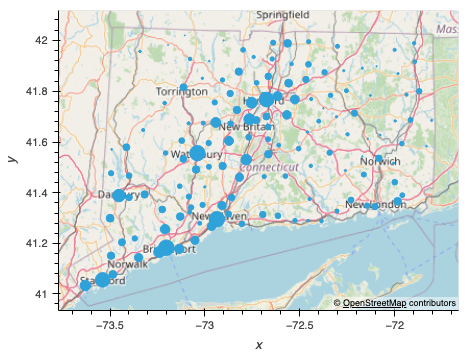 Springfield
Mass
42
Torrington
41.8
Hartford
New Britain
41.6
Waterbury
Norwich
Connecticut
y
41.4
Danbury
New Haven
New London
41.2
Bridgeport
Norwalk
Stamford
41
© OpenStreetMap contributors
−73.5
−73
−72.5
−72
x